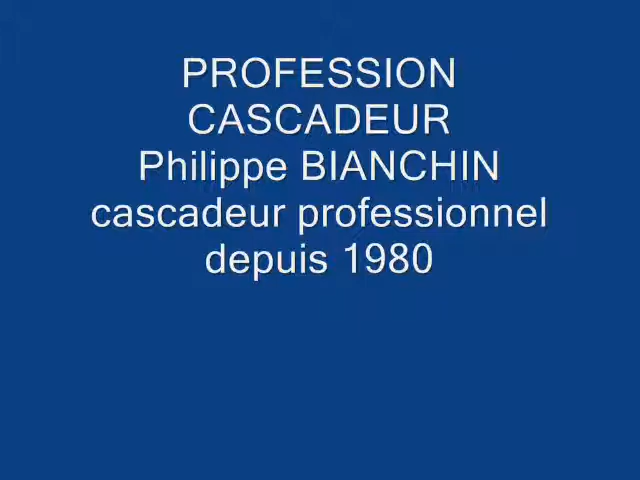 PROFESSION
CASCADEUR
Philippe BIANCHIN
cascadeur professionnel
depuis 1980